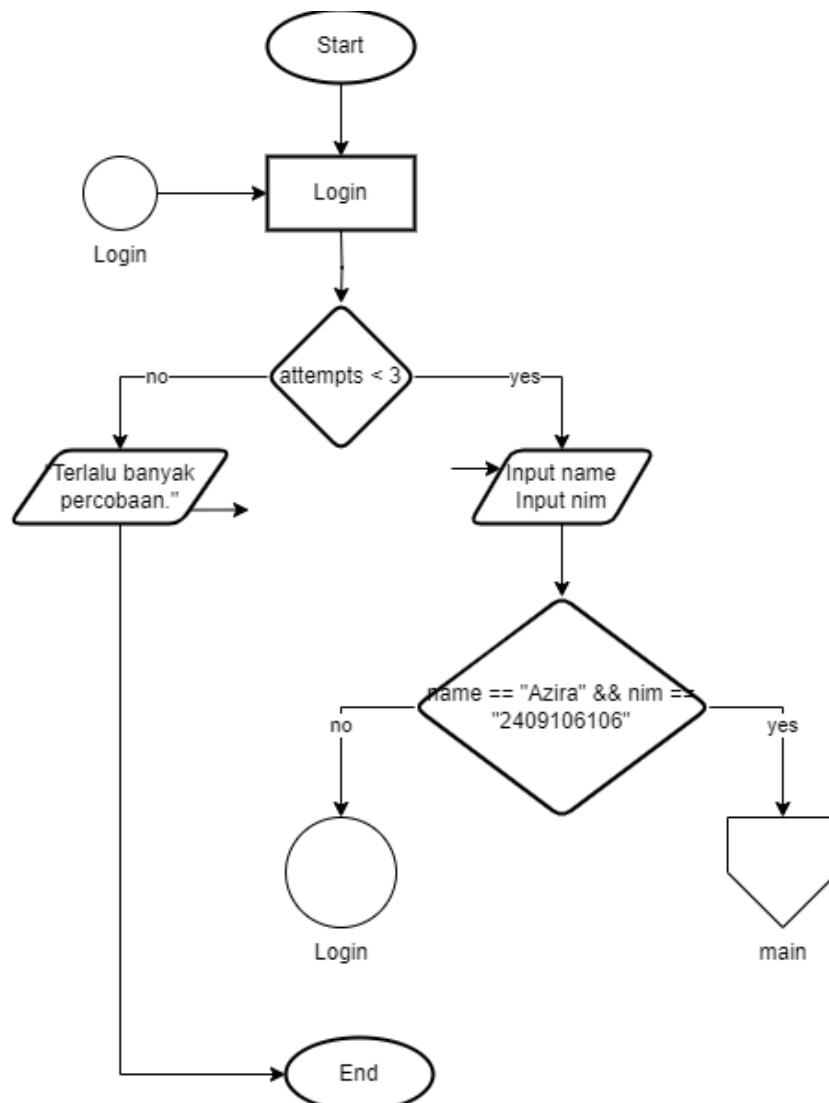 Start
Login
Login
attempts < 3
no
yes
"Terlalu banyak
percobaan."
Input name
Input nim
name == "Azira" && nim ==
"2409106106"
no
yes
Login
main
End